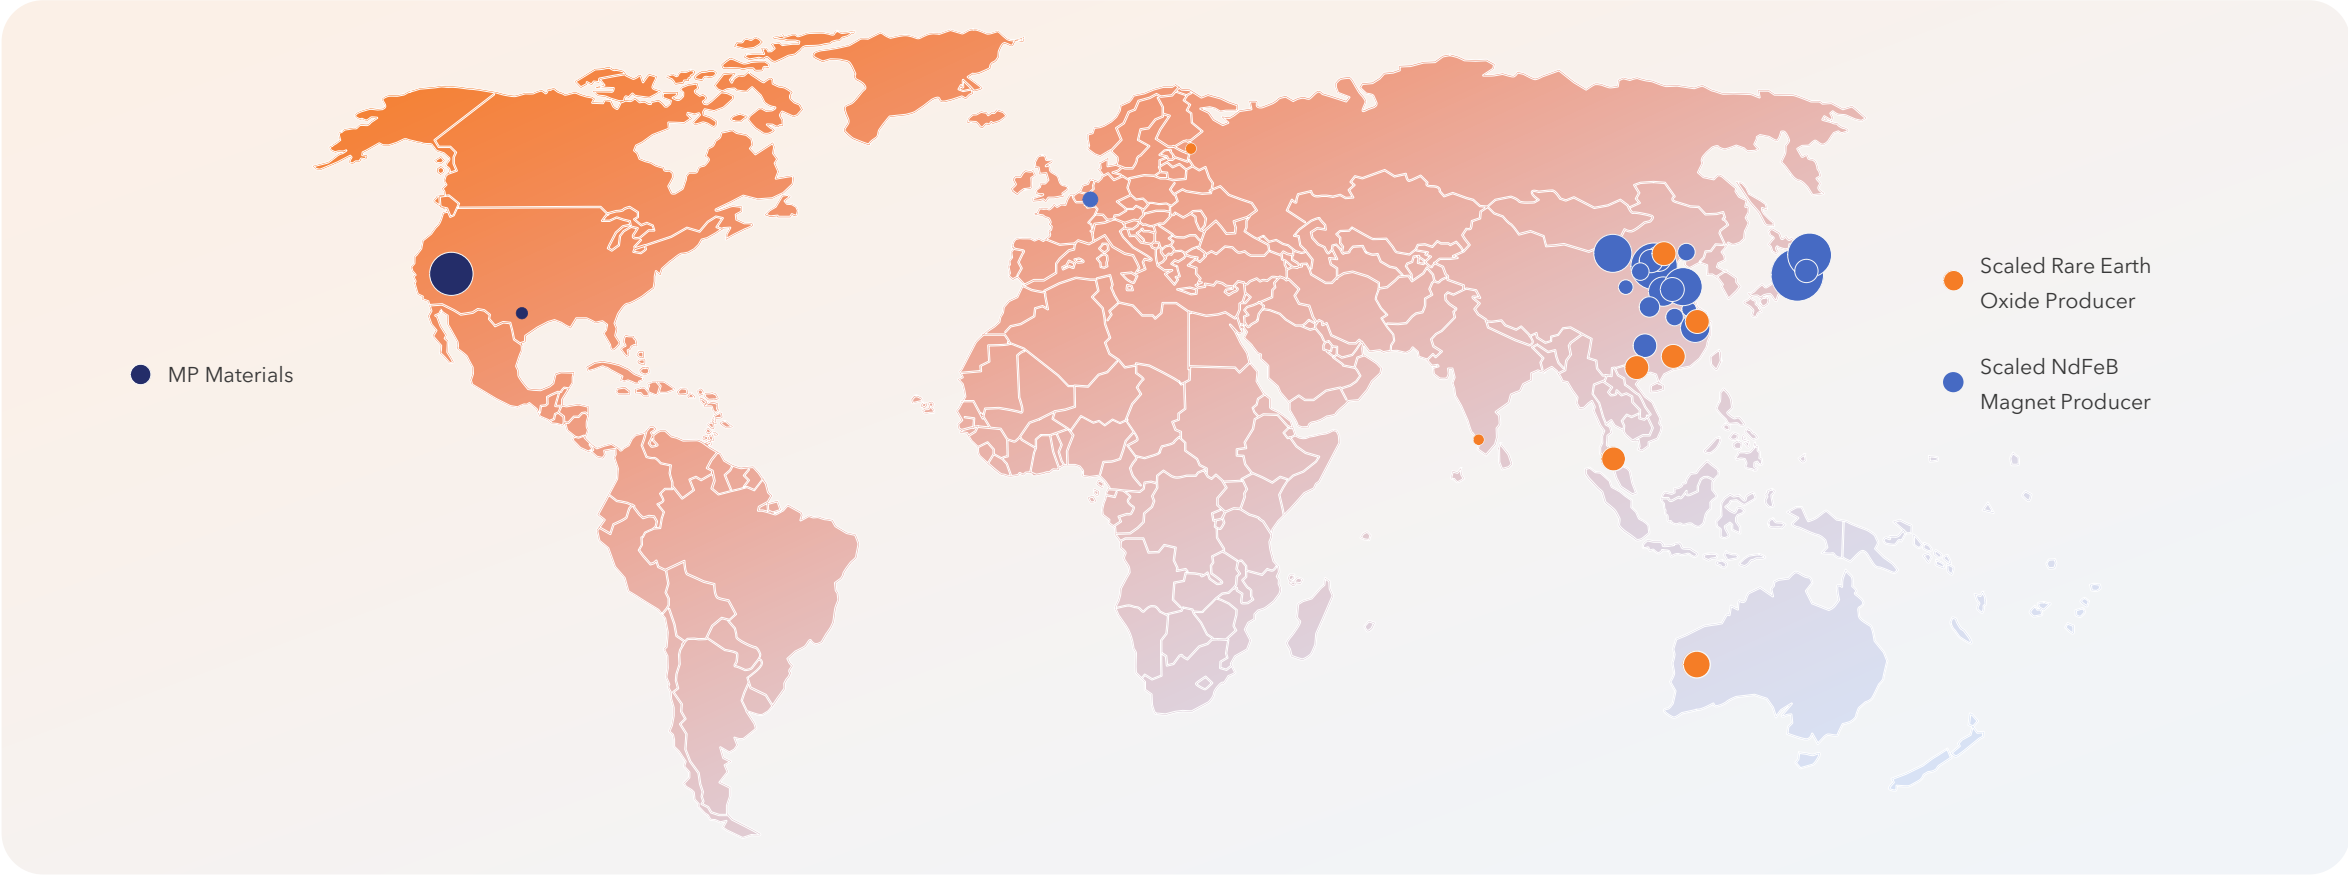 MP Materials
Scaled Rare Earth
Oxide Producer
Scaled NdFeB
Magnet Producer